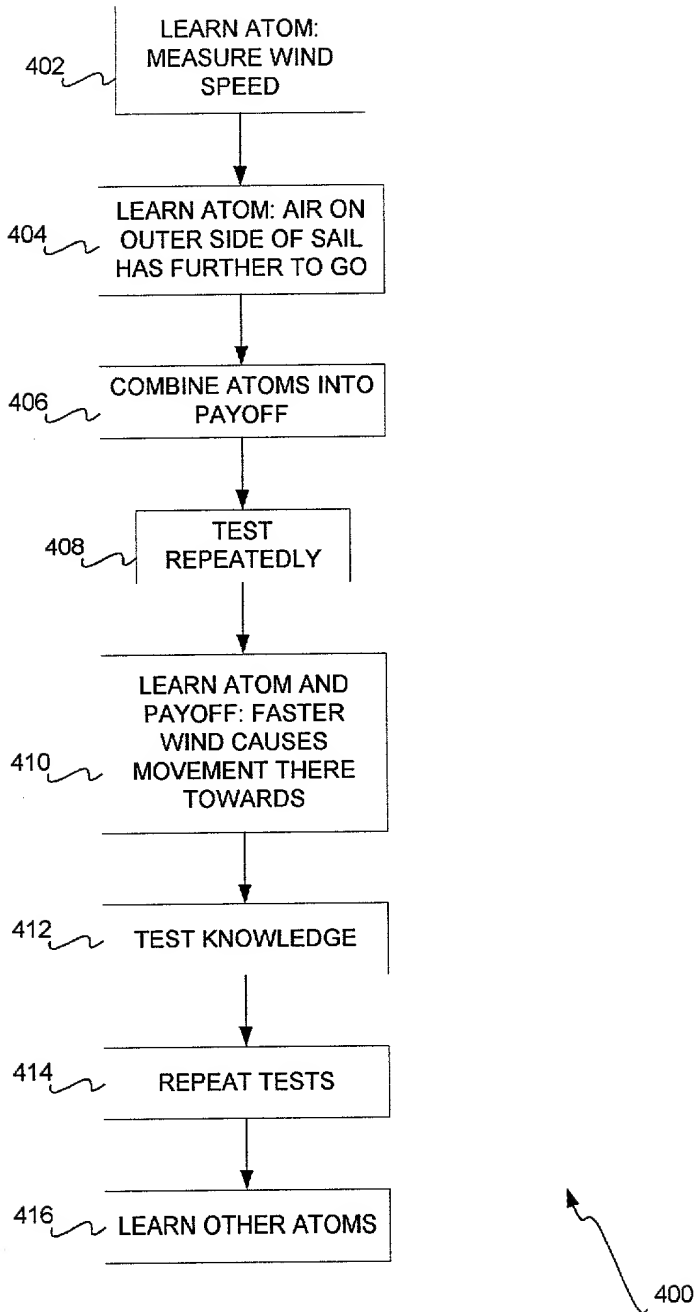 402
LEARN ATOM:
MEASURE WIND
SPEED
404
LEARN ATOM: AIR ON
OUTER SIDE OF SAIL
HAS FURTHER TO GO
406
COMBINE ATOMS INTO
PAYOFF
408
TEST
REPEATEDLY
410
LEARN ATOM AND
PAYOFF: FASTER
WIND CAUSES
MOVEMENT THERE
TOWARDS
412
TEST KNOWLEDGE
414
REPEAT TESTS
416
LEARN OTHER ATOMS
400